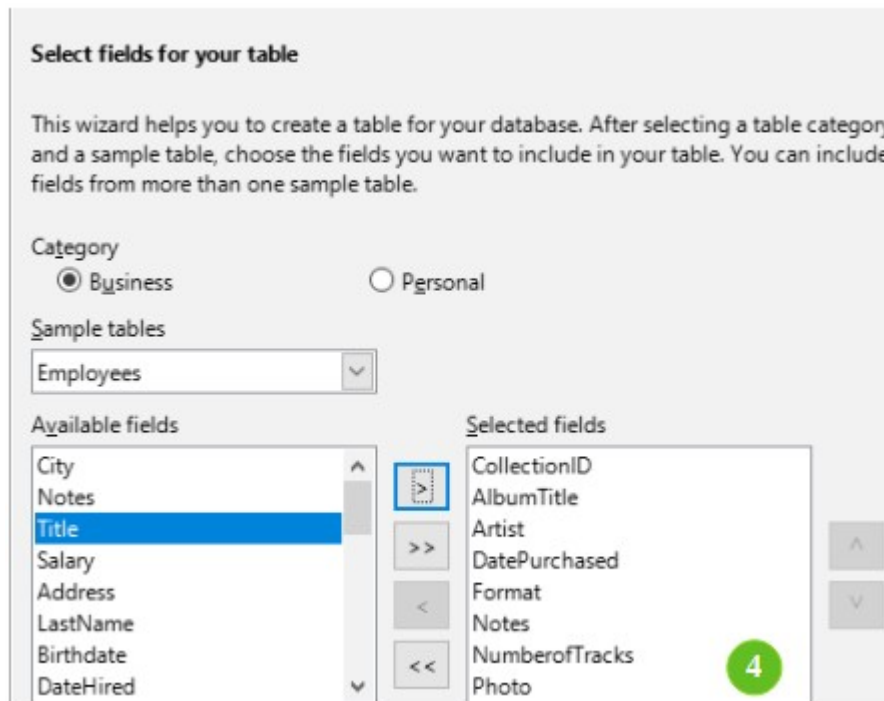 Select fields for your table
This wizard helps you to create a table for your database. After selecting a table category
and a sample table, choose the fields you want to include in your table. You can include
fields from more than one sample table.
Category
Business Personal
Sample tables
Employees
Available fields Selected fields
City
Notes
Title
Salary
Address
LastName
Birthdate
DateHired
>
>>
<
<<
CollectionID
AlbumTitle
Artist
DatePurchased
Format
Notes
NumberofTracks
Photo
4